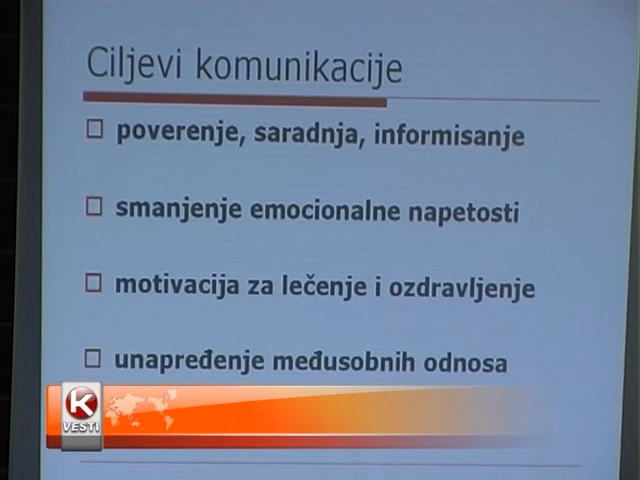 Ciljevi komunikacije
poverenje, saradnja, informisanje
smanjenje emocionalne napetosti
motivacija za lečenje i ozdravljenje
unapređenje međusobnih odnosa
K
VESTI